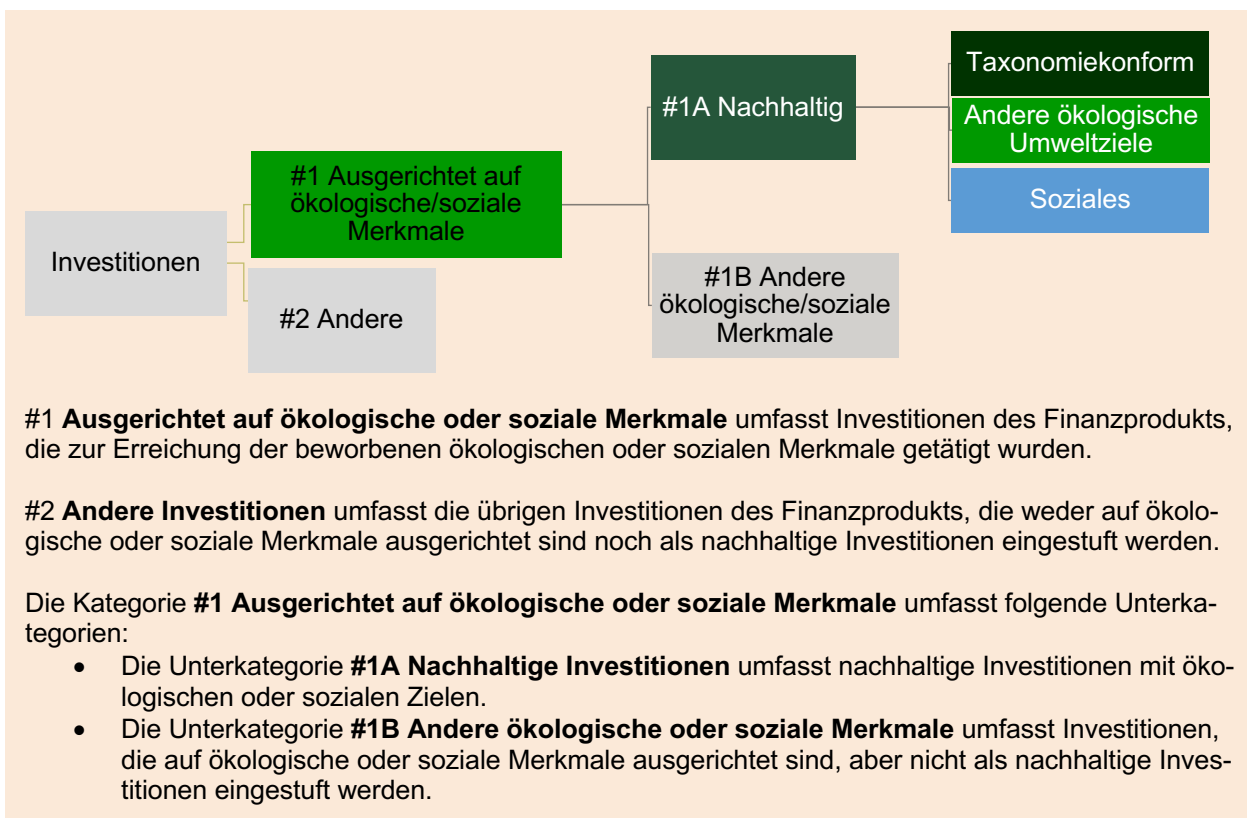 Investitionen
#1 Ausgerichtet auf
ökologische/soziale
Merkmale
#2 Andere
#1A Nachhaltig
#1B Andere
ökologische/soziale
Merkmale
Taxonomiekonform
Andere ökologische
Umweltziele
Soziales
#1 Ausgerichtet auf ökologische oder soziale Merkmale umfasst Investitionen des Finanzprodukts,
die zur Erreichung der beworbenen ökologischen oder sozialen Merkmale getätigt wurden.
#2 Andere Investitionen umfasst die übrigen Investitionen des Finanzprodukts, die weder auf ökolo-
gische oder soziale Merkmale ausgerichtet sind noch als nachhaltige Investitionen eingestuft werden.
Die Kategorie #1 Ausgerichtet auf ökologische oder soziale Merkmale umfasst folgende Unterka-
tegorien:
• Die Unterkategorie #1A Nachhaltige Investitionen umfasst nachhaltige Investitionen mit öko-
logischen oder sozialen Zielen.
• Die Unterkategorie #1B Andere ökologische oder soziale Merkmale umfasst Investitionen,
die auf ökologische oder soziale Merkmale ausgerichtet sind, aber nicht als nachhaltige Inves-
titionen eingestuft werden.